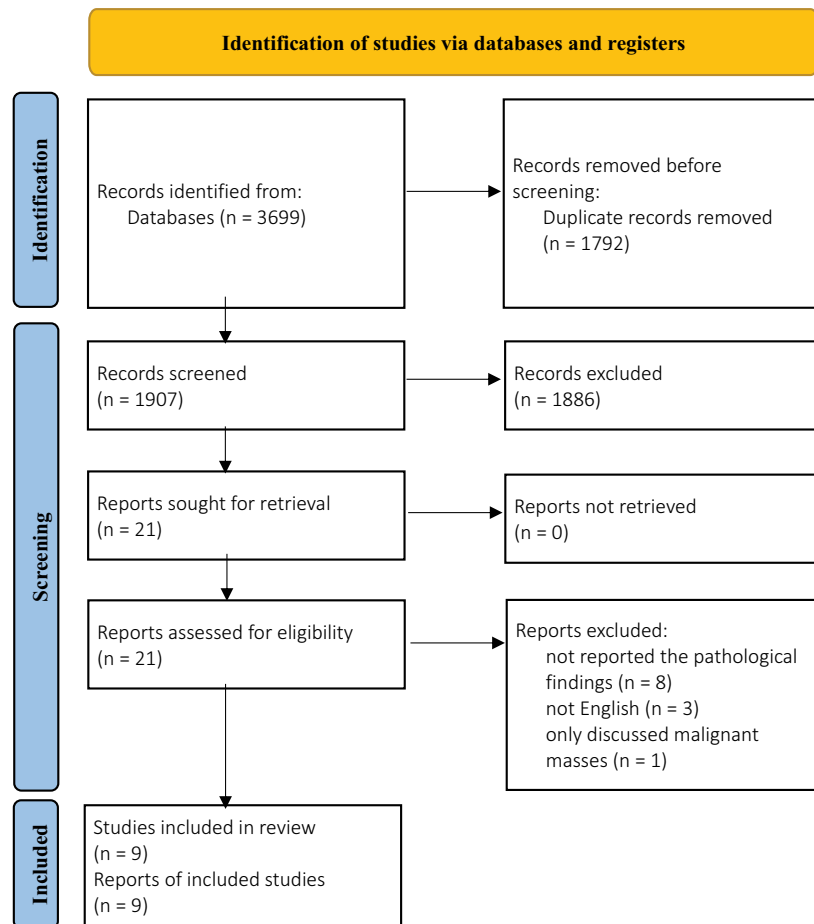 Identification of studies via databases and registers
Identification
Records identified from:
Databases (n = 3699)
Records removed before
screening:
Duplicate records removed
(n = 1792)
Screening
Records screened
(n = 1907)
Records excluded
(n = 1886)
Reports sought for retrieval
(n = 21)
Reports not retrieved
(n = 0)
Reports assessed for eligibility
(n = 21)
Reports excluded:
not reported the pathological
findings (n = 8)
not English (n = 3)
only discussed malignant
masses (n = 1)
Included
Studies included in review
(n = 9)
Reports of included studies
(n = 9)